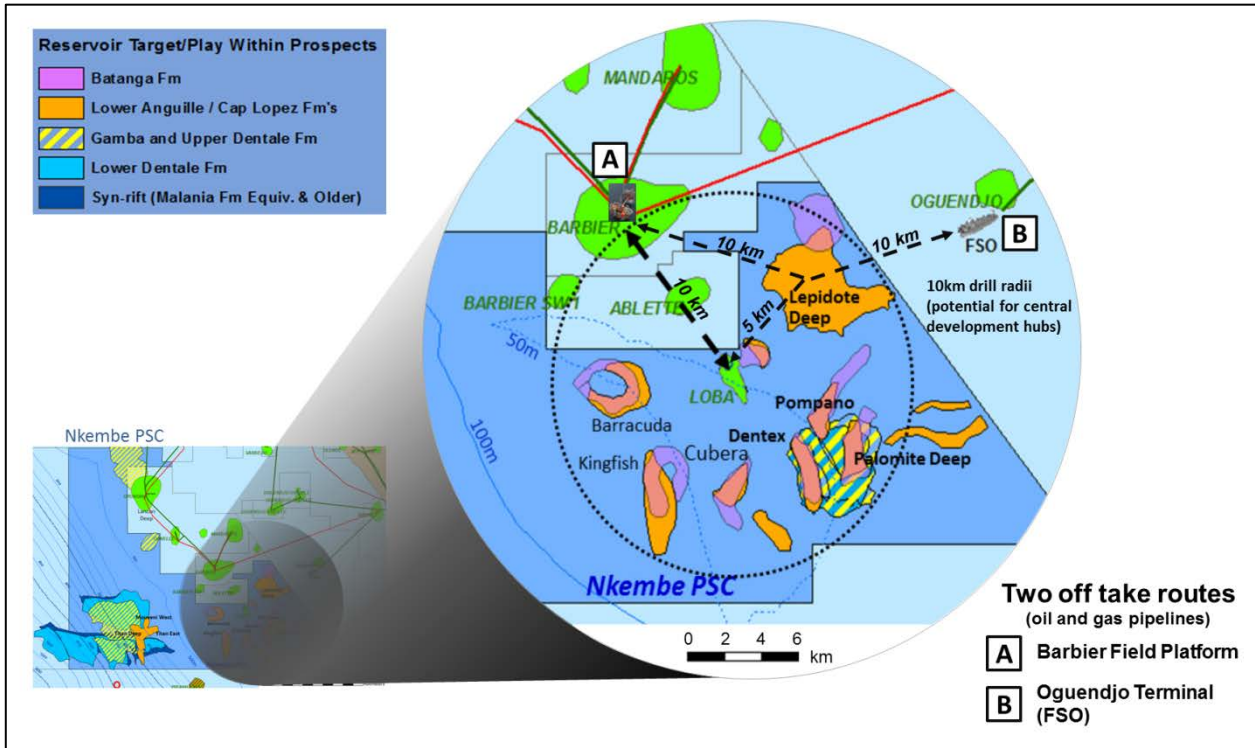 Reservoir Target/Play Within Prospects
Batanga Fm
Lower Anguille / Cap Lopez Fm's
Gamba and Upper Dentale Fm
Lower Dentale Fm
Syn-rift (Malania Fm Equiv. & Older)
MANDAROS
A
BARBIER
OGUENDJO
FSO
B
10 km
10 km
10 km
5 km
BARBIER SW1
ABLETTE
Lepidote
Deep
10km drill radii
(potential for central
development hubs)
50m
100m
LOBA
Barracuda
Pompano
Dentex
Cubera
Kingfish
Palomite Deep
Nkembe PSC
0 2 4 6
km
Nkembe PSC
Two off take routes
(oil and gas pipelines)
A Barbier Field Platform
B Oguendjo Terminal
(FSO)